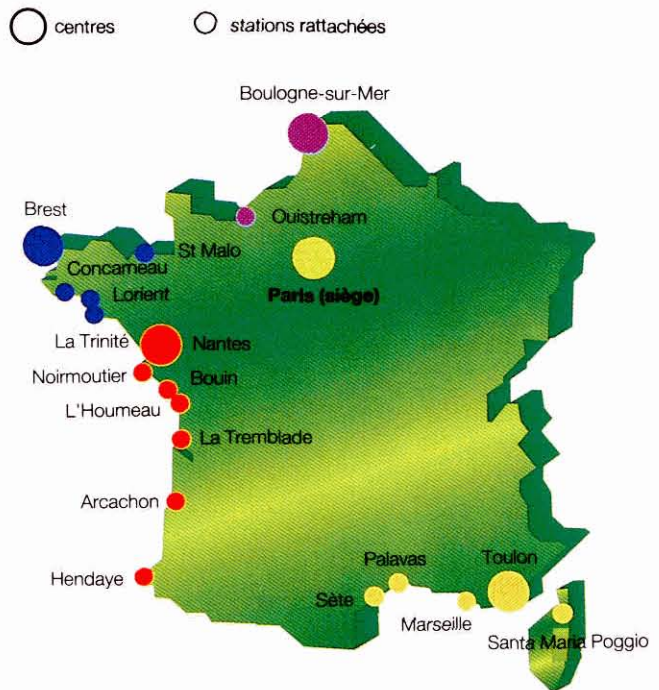 centres
stations rattachées
Boulogne-sur-Mer
Ouistreham
Brest
St Malo
Concarneau
Lorient
Paris (siège)
La Trinité
Nantes
Noirmoutier
Bouin
L'Houmeau
La Tremblade
Arcachon
Hendaye
Palavas
Toulon
Sète
Marseille
Santa Maria Poggio